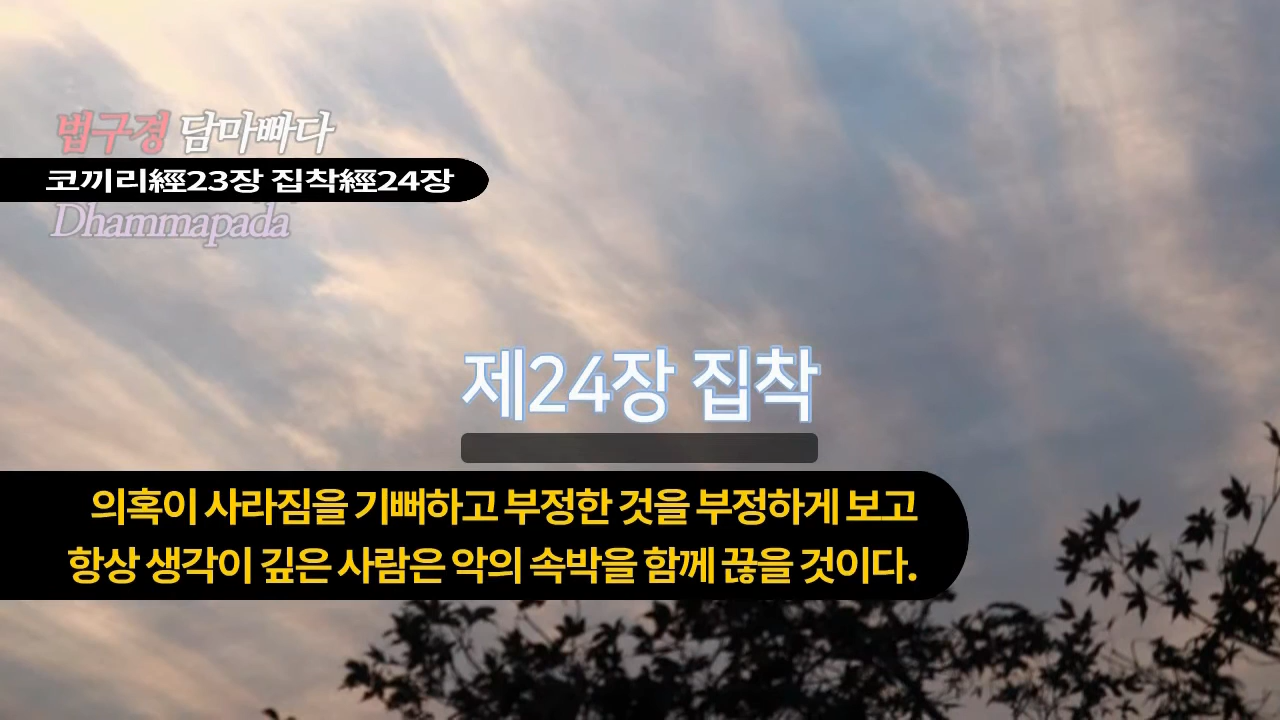 법구경 담마빠다
코끼리經23장 집착經24장
Dhammapada
제24장 집착
의혹이 사라짐을 기뻐하고 부정한 것을 부정하게 보고
항상 생각이 깊은 사람은 악의 속박을 함께 끊을 것이다.